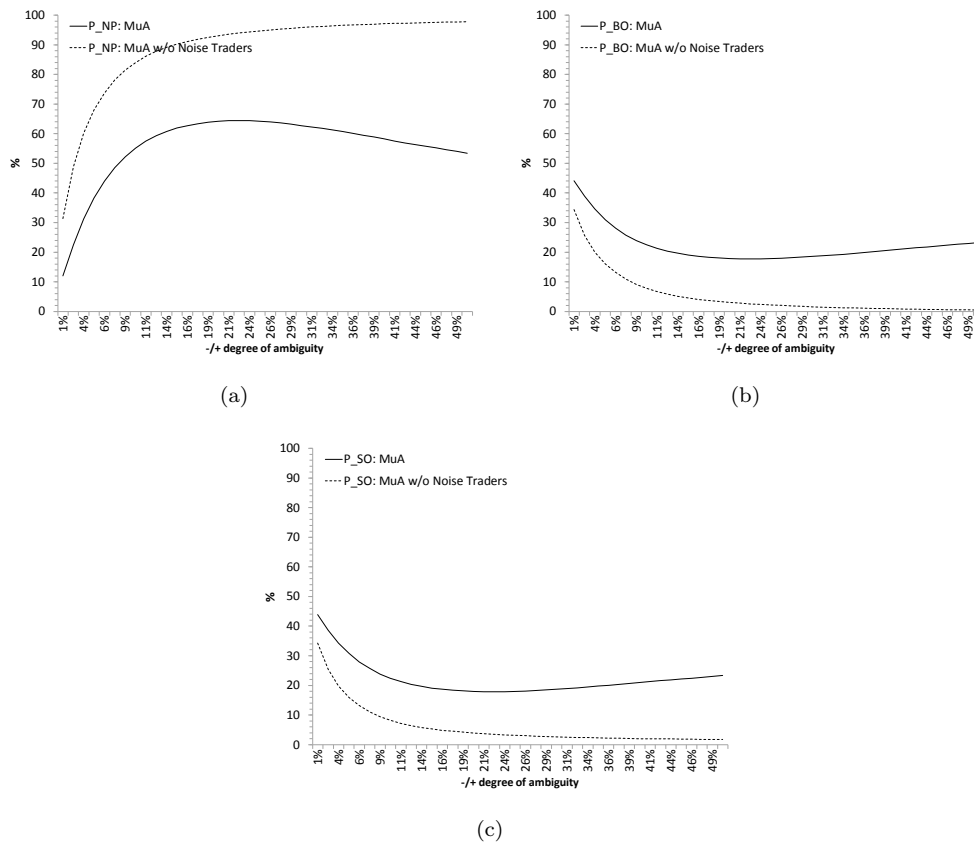 100
90
80
70
60
50
40
30
20
10
0
%
P_NP: MuA
P_NP: MuA w/o Noise Traders
1% 4% 6% 9% 11% 14% 16% 19% 21% 24% 26% 29% 31% 34% 36% 39% 41% 44% 46% 49%
-/+ degree of ambiguity
(a)
100
90
80
70
60
50
40
30
20
10
0
%
P_BO: MuA
P_BO: MuA w/o Noise Traders
1% 4% 6% 9% 11% 14% 16% 19% 21% 24% 26% 29% 31% 34% 36% 39% 41% 44% 46% 49%
-/+ degree of ambiguity
(b)
100
90
80
70
60
50
40
30
20
10
0
%
P_SO: MuA
P_SO: MuA w/o Noise Traders
1% 4% 6% 9% 11% 14% 16% 19% 21% 24% 26% 29% 31% 34% 36% 39% 41% 44% 46% 49%
-/+ degree of ambiguity
(c)